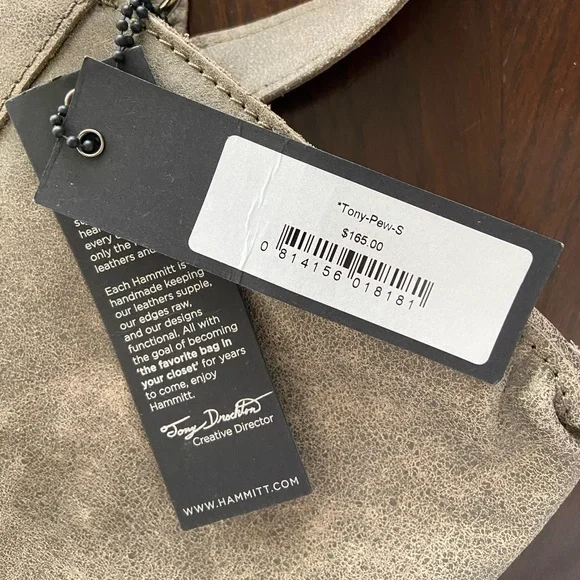 *Tony-Pew-S
$165.00
0 814156 018181
every
only the
leathers and
Each Hammitt is
handmade keeping
our leathers supple,
our edges raw,
and our designs
functional. All with
the goal of becoming
'the favorite bag in
your closet' for years
to come, enjoy
Hammitt.
Tony Drockton
Creative Director
WWW.HAMMITT.COM